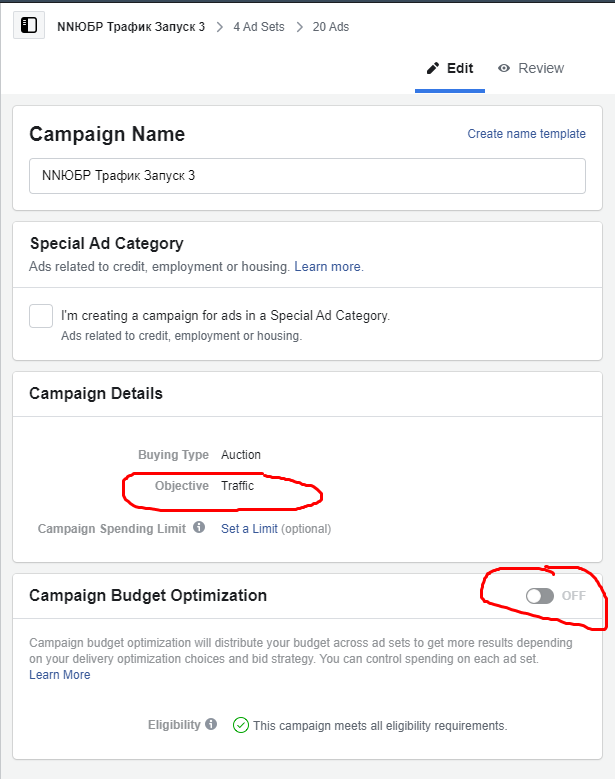 NNЮБР Трафик Запуск 3 > 4 Ad Sets > 20 Ads
Edit Review
Campaign Name Create name template
NNЮБР Трафик Запуск 3
Special Ad Category
Ads related to credit, employment or housing. Learn more.
I'm creating a campaign for ads in a Special Ad Category.
Ads related to credit, employment or housing.
Campaign Details
Buying Type Auction
Objective Traffic
Campaign Spending Limit Set a Limit (optional)
Campaign Budget Optimization OFF
Campaign budget optimization will distribute your budget across ad sets to get more results depending
on your delivery optimization choices and bid strategy. You can control spending on each ad set.
Learn More
Eligibility This campaign meets all eligibility requirements.